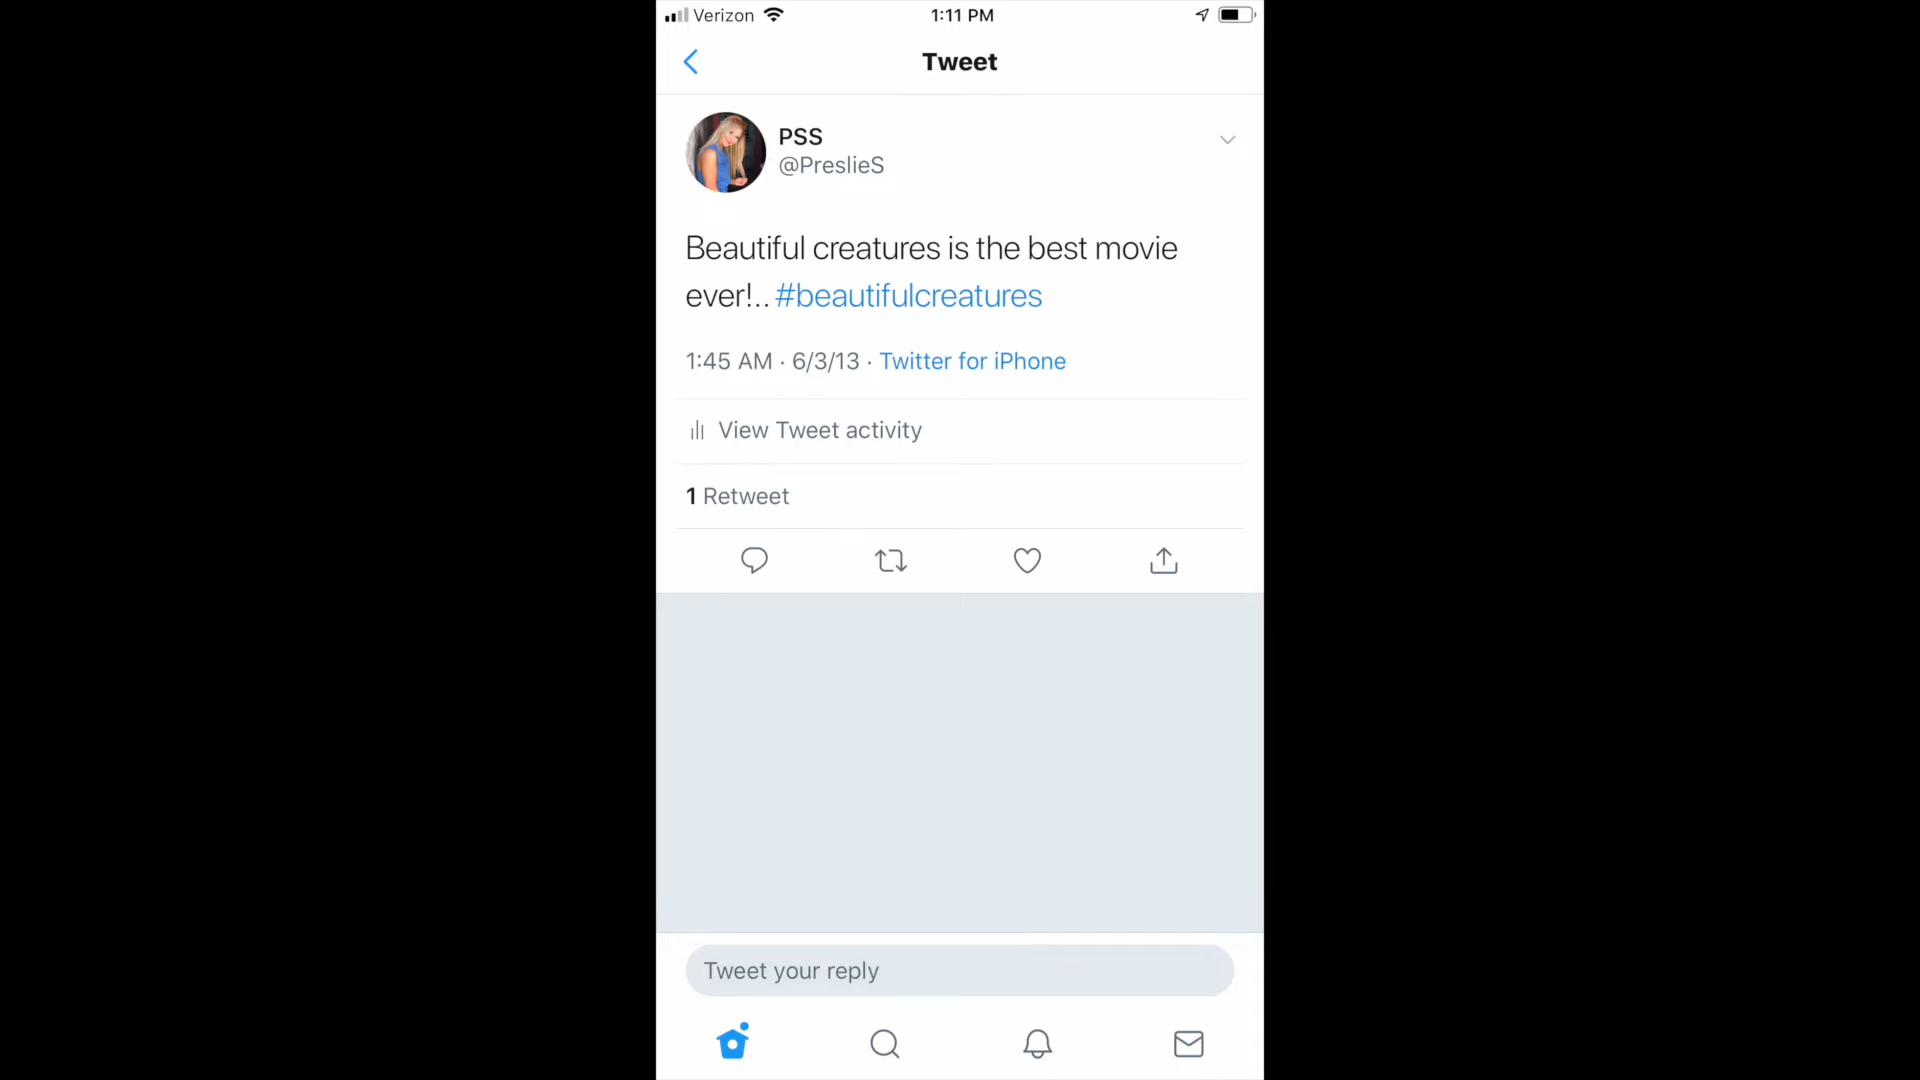 Verizon 1:11 PM
Tweet
PSS
@PreslieS
Beautiful creatures is the best movie
ever!.. #beautifulcreatures
1:45 AM · 6/3/13 · Twitter for iPhone
View Tweet activity
1 Retweet
Tweet your reply